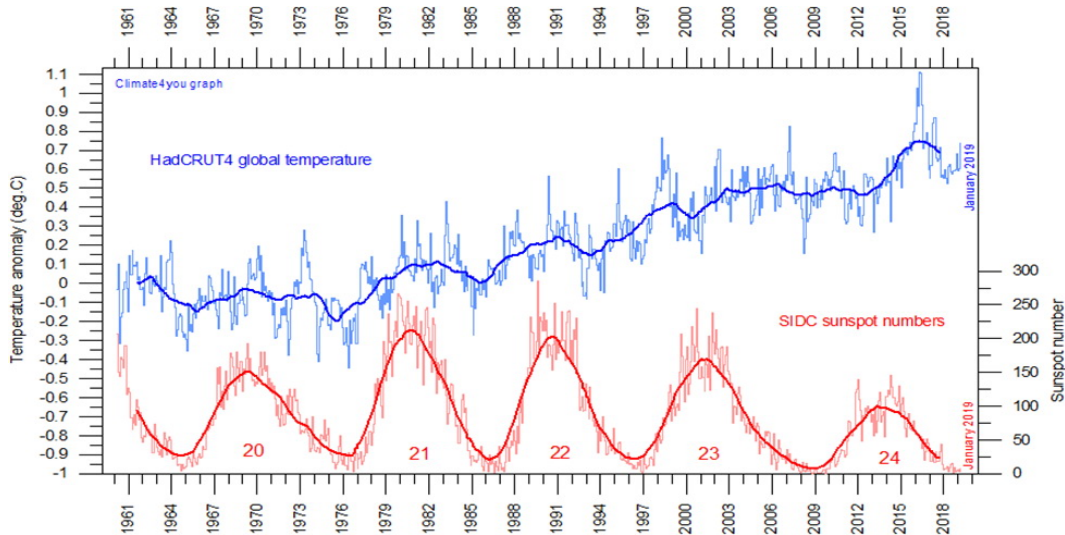 1961 1964 1967 1970 1973 1976 1979 1982 1985 1988 1991 1994 1997 2000 2003 2006 2009 2012 2015 2018
Climate4you graph
HadCRUT4 global temperature
Temperature anomaly (deg.C)
1.1
1
0.9
0.8
0.7
0.6
0.5
0.4
0.3
0.2
0.1
0
-0.1
-0.2
-0.3
-0.4
-0.5
-0.6
-0.7
-0.8
-0.9
-1
January 2019
SIDC sunspot numbers
300
250
200
150
100
50
0
Sunspot number
January 2019
20 21 22 23 24
1961 1964 1967 1970 1973 1976 1979 1982 1985 1988 1991 1994 1997 2000 2003 2006 2009 2012 2015 2018